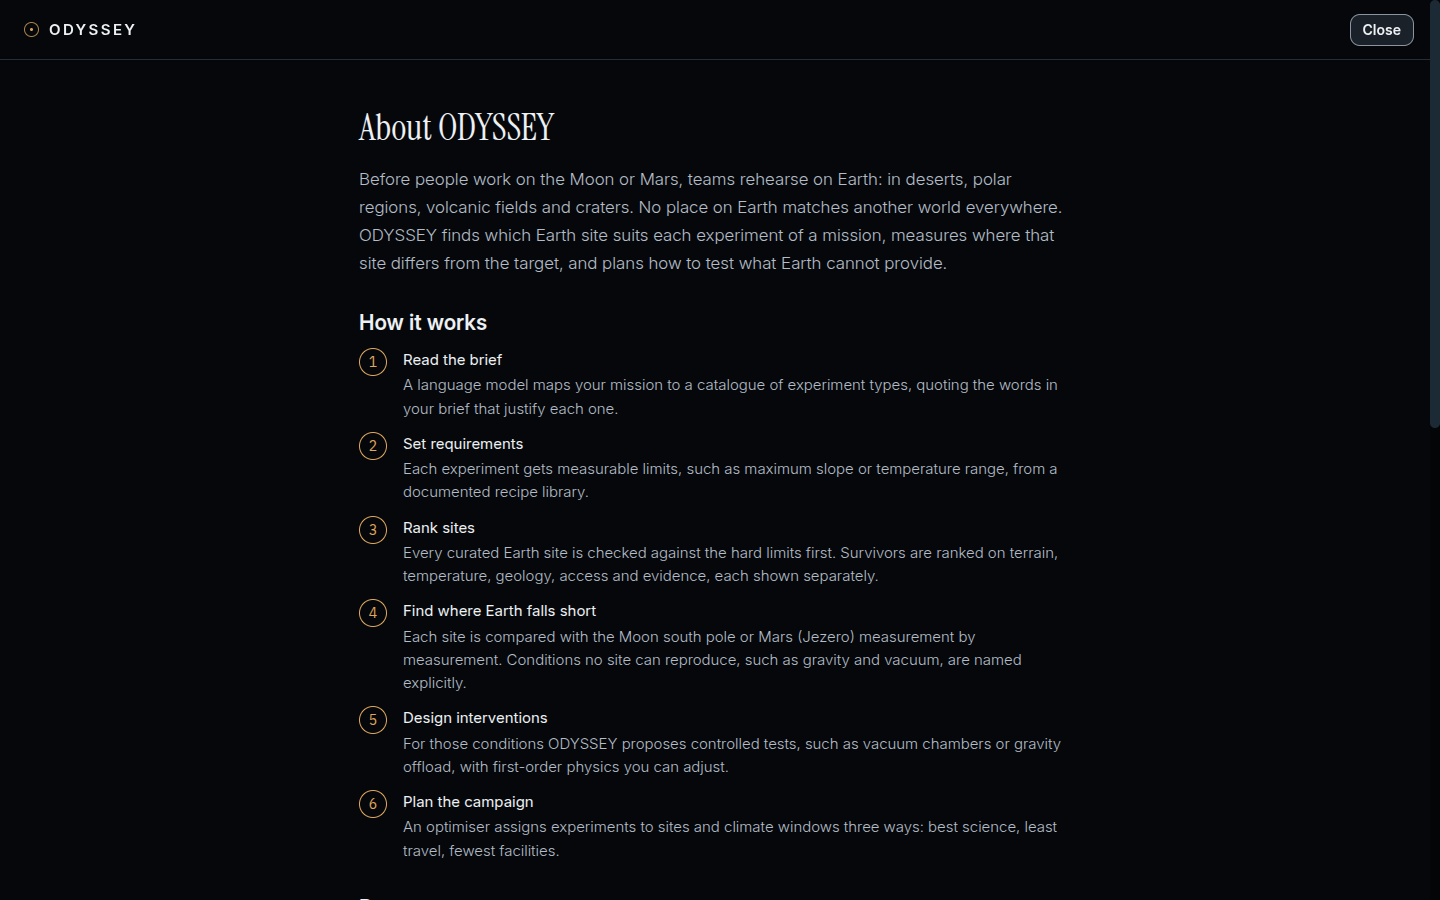 ODYSSEY
Close
About ODYSSEY
Before people work on the Moon or Mars, teams rehearse on Earth: in deserts, polar
regions, volcanic fields and craters. No place on Earth matches another world everywhere.
ODYSSEY finds which Earth site suits each experiment of a mission, measures where that
site differs from the target, and plans how to test what Earth cannot provide.
How it works
1
Read the brief
A language model maps your mission to a catalogue of experiment types, quoting the words in
your brief that justify each one.
2
Set requirements
Each experiment gets measurable limits, such as maximum slope or temperature range, from a
documented recipe library.
3
Rank sites
Every curated Earth site is checked against the hard limits first. Survivors are ranked on terrain,
temperature, geology, access and evidence, each shown separately.
4
Find where Earth falls short
Each site is compared with the Moon south pole or Mars (Jezero) measurement by
measurement. Conditions no site can reproduce, such as gravity and vacuum, are named
explicitly.
5
Design interventions
For those conditions ODYSSEY proposes controlled tests, such as vacuum chambers or gravity
offload, with first-order physics you can adjust.
6
Plan the campaign
An optimiser assigns experiments to sites and climate windows three ways: best science, least
travel, fewest facilities.